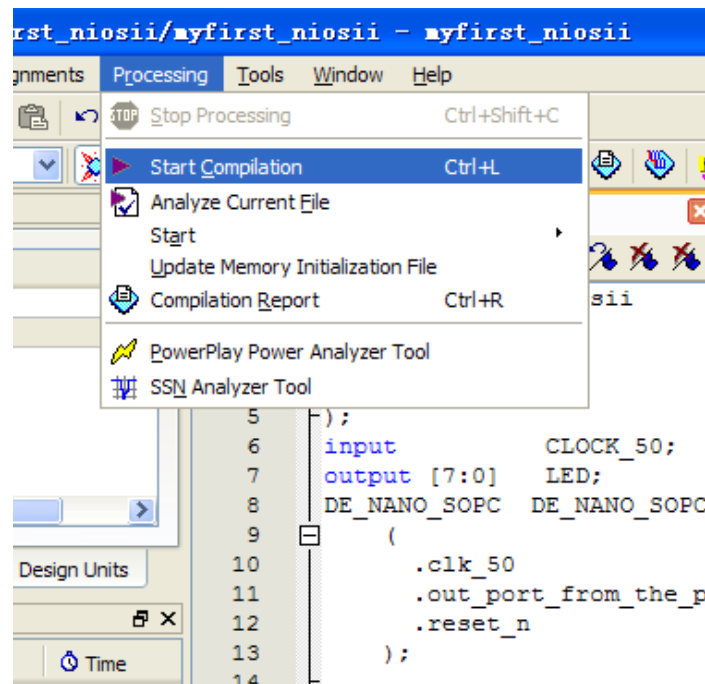 rst_niosii/myfirst_niosii - myfirst_niosii
gnments Processing Tools Window Help
Stop Processing Ctrl+Shift+C
Start Compilation Ctrl+L
Analyze Current File
Start
Update Memory Initialization File
Compilation Report Ctrl+R
sii
PowerPlay Power Analyzer Tool
SSN Analyzer Tool
5 );
6 input CLOCK_50;
7 output [7:0] LED;
8 DE_NANO_SOPC DE_NANO_SOPC
9 (
Design Units
10 .clk_50
11 .out_port_from_the_p
12 .reset_n
Time
13 );
14